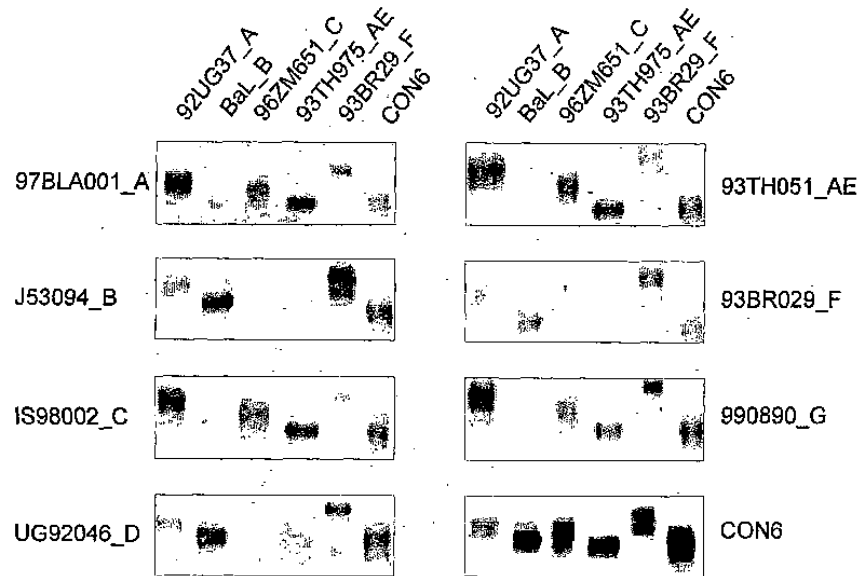 92UG37_A BaL_B 96ZM651_C 93TH975_AE 93BR29_F CON6
92UG37_A BaL_B 96ZM651_C 93TH975_AE 93BR29_F CON6
97BLA001_A
93TH051_AE
J53094_B
93BR029_F
IS98002_C
990890_G
UG92046_D
CON6